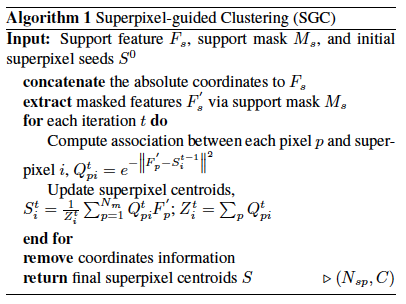 Algorithm 1 Superpixel-guided Clustering (SGC)
Input: Support feature $F_s$, support mask $M_s$, and initial
superpixel seeds $S^0$
concatenate the absolute coordinates to $F_s$
extract masked features $F_s^{'}$ via support mask $M_s$
for each iteration $t$ do
Compute association between each pixel $p$ and super-
pixel $i$, $Q_{pi}^t = e^{-\left\|F_p^{'} - S_i^{t-1}\right\|^2}$
Update superpixel centroids,
$S_i^t = \frac{1}{Z_i^t} \sum_{p=1}^{N_m} Q_{pi}^t F_p^{'}; Z_i^t = \sum_p Q_{pi}^t$
end for
remove coordinates information
return final superpixel centroids $S$ ▷ $(N_{sp}, C)$